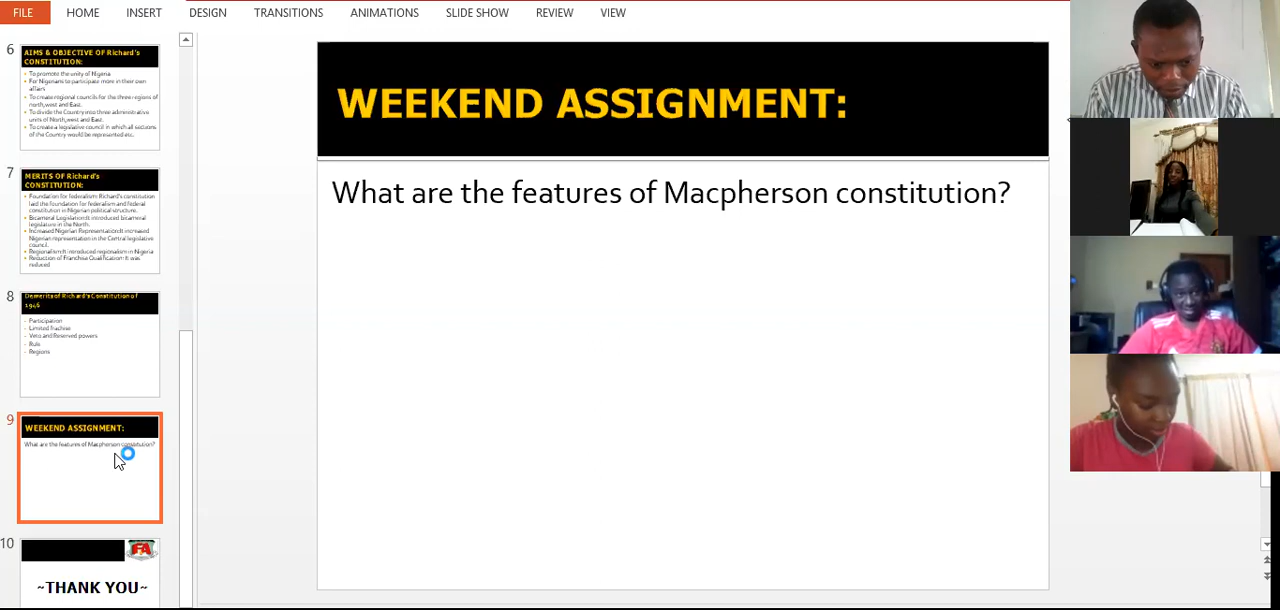 FILE HOME INSERT DESIGN TRANSITIONS ANIMATIONS SLIDE SHOW REVIEW VIEW
6
AIMS & OBJECTIVE OF Richard's
CONSTITUTION:
To promote the unity of Nigeria
For Nigerians to participate more in their own
affairs
To create regional councils for the three regions of
north,west and East.
To divide the Country into three administrative
units of North,west and East.
To create a legislative council in which all sections
of the Country would be represented etc.
7
MERITS OF Richard's
CONSTITUTION:
Foundation for federalism: Richard's constitution
laid the foundation for federalism and federal
constitution in Nigerian political structure.
Bicameral Legislation:It introduced bicameral
legislature in the North.
Increased Nigerian Representation:It increased
Nigerian representation in the Central legislative
council.
Regionalism:It introduced regionalism in Nigeria
Reduction of Franchise Qualification: It was
reduced
8
Demerits of Richard's Constitution of
1946
- Participation
- Limited frachise
- Veto and Reserved powers
- Rule
- Regions
9
WEEKEND ASSIGNMENT:
What are the features of Macpherson constitution?
10
FA
~THANK YOU~
WEEKEND ASSIGNMENT:
What are the features of Macpherson constitution?